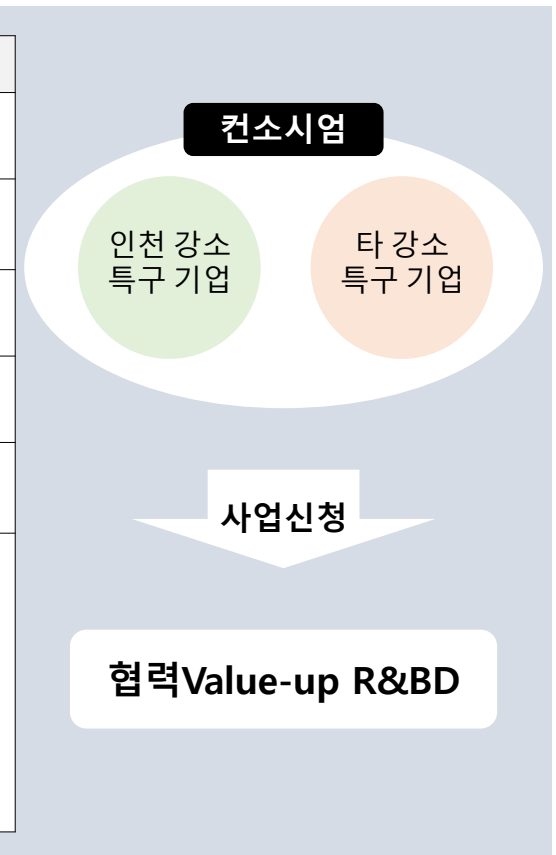 컨소시엄
인천 강소
특구 기업
타 강소
특구 기업
사업신청
협력Value-up R&BD